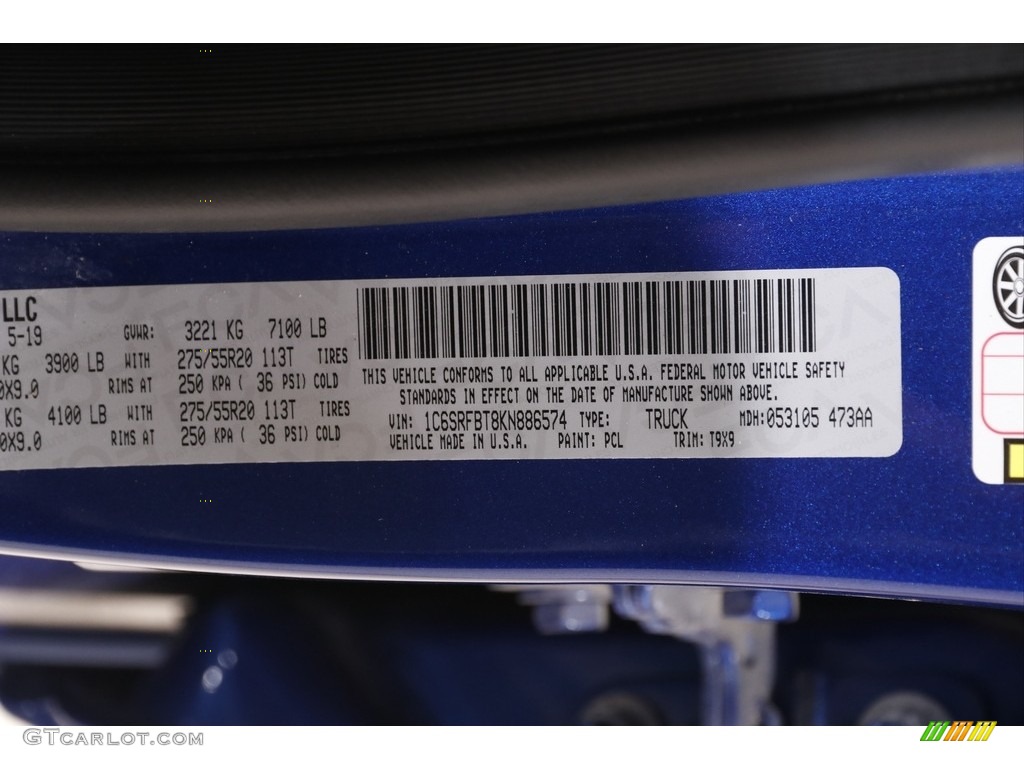 LLC
5-19 GVWR: 3221 KG 7100 LB
KG 3900 LB WITH 275/55R20 113T TIRES
0X9.0 RIMS AT 250 KPA ( 36 PSI) COLD
KG 4100 LB WITH 275/55R20 113T TIRES
0X9.0 RIMS AT 250 KPA ( 36 PSI) COLD
THIS VEHICLE CONFORMS TO ALL APPLICABLE U.S.A. FEDERAL MOTOR VEHICLE SAFETY
STANDARDS IN EFFECT ON THE DATE OF MANUFACTURE SHOWN ABOVE.
VIN: 1C6SRFBT8KN886574 TYPE: TRUCK MDH:053105 473AA
VEHICLE MADE IN U.S.A. PAINT: PCL TRIM: T9X9
GTcarlot.com